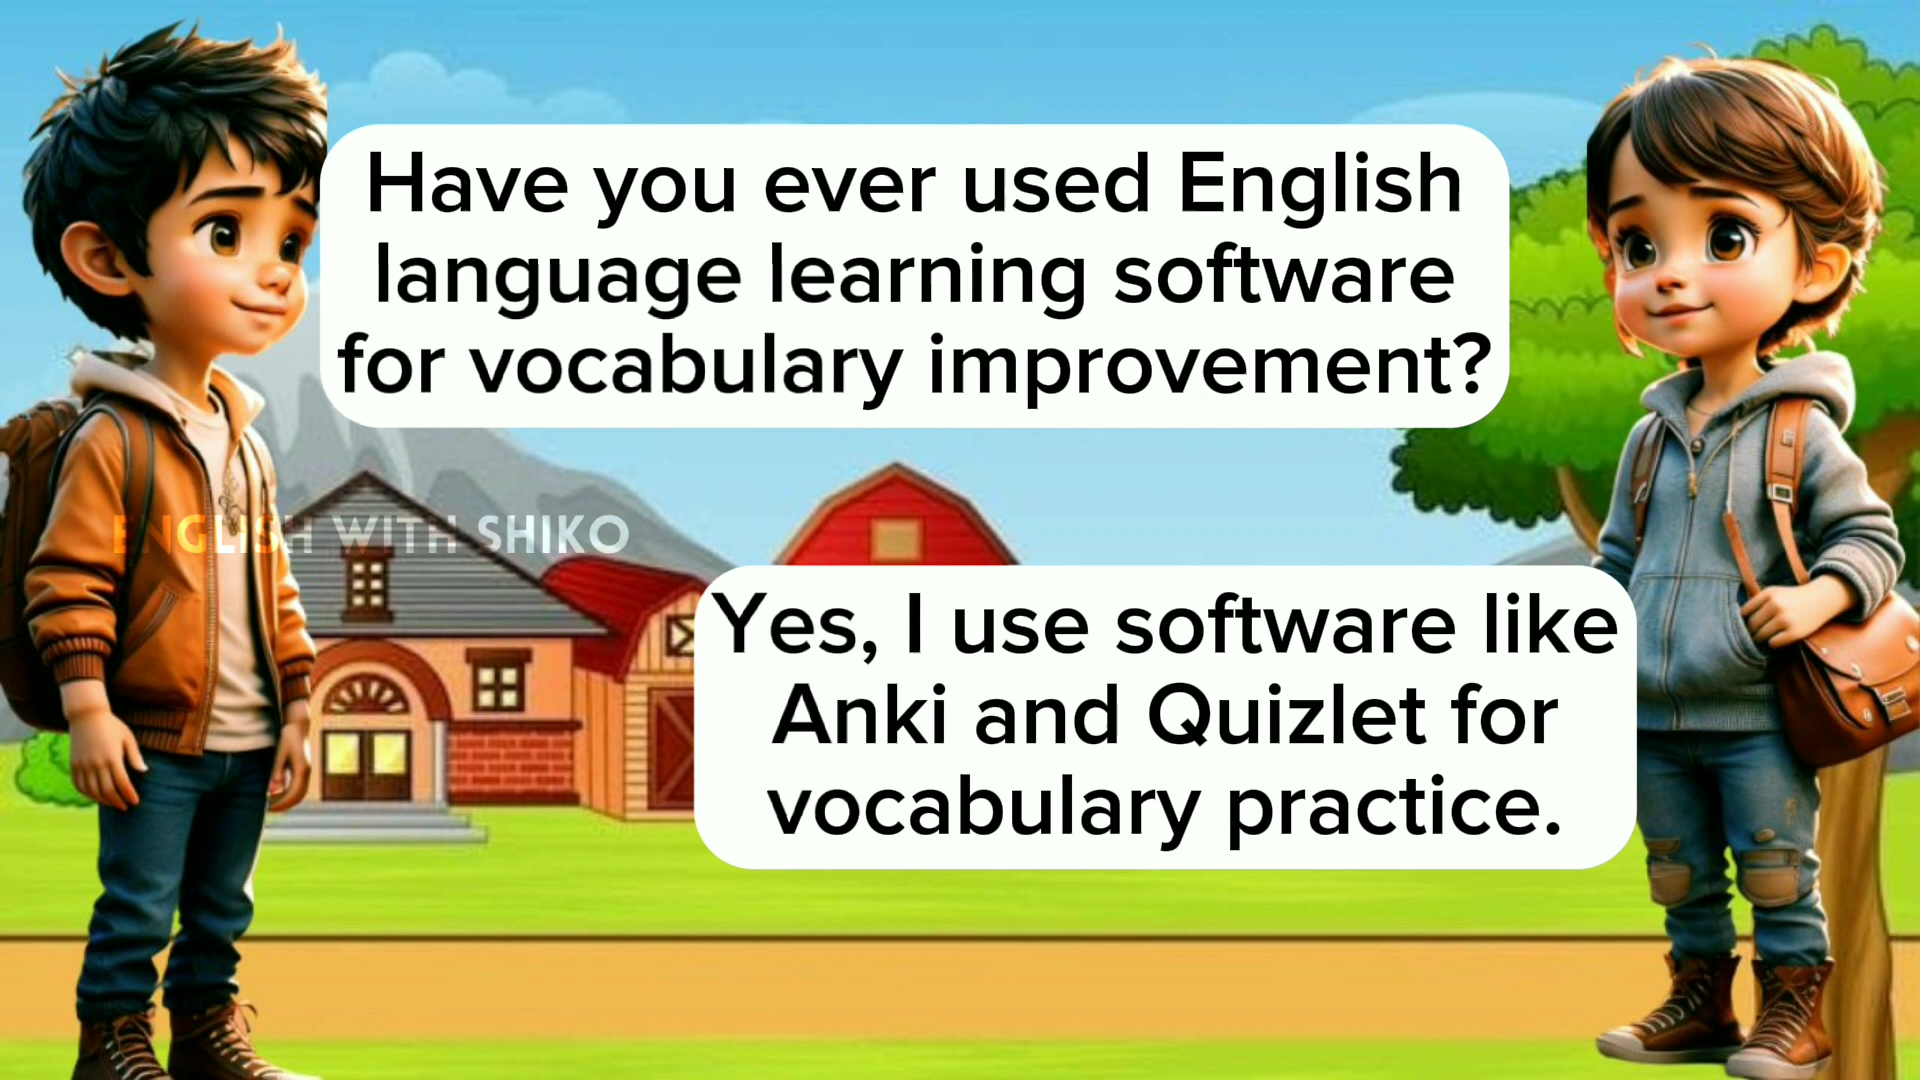 Have you ever used English
language learning software
for vocabulary improvement?
ENGLISH WITH SHIKO
Yes, I use software like
Anki and Quizlet for
vocabulary practice.